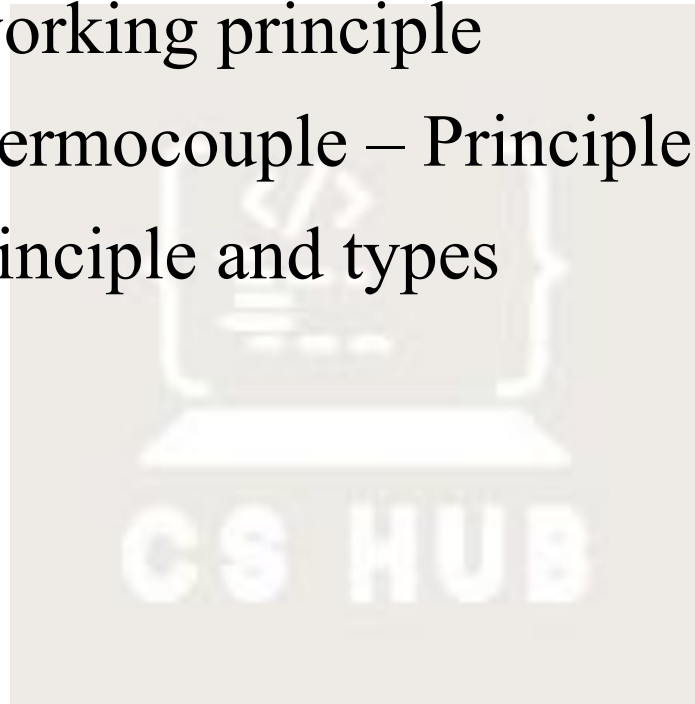 orking principle
ermocouple – Principle
inciple and types
</>
CS HUB